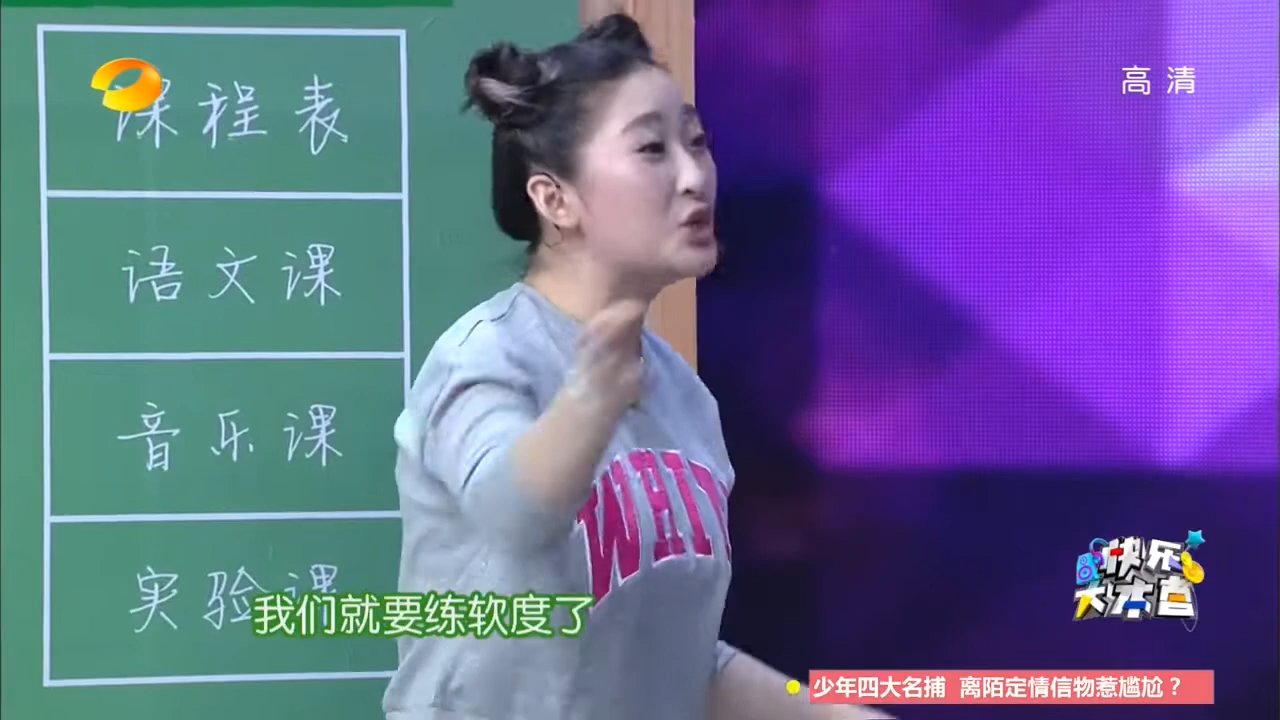 课程表
高清
语文课
音乐课
实验课
WHI
我们就要练软度了
快乐
大本营
少年四大名捕 离陌定情信物惹尴尬？